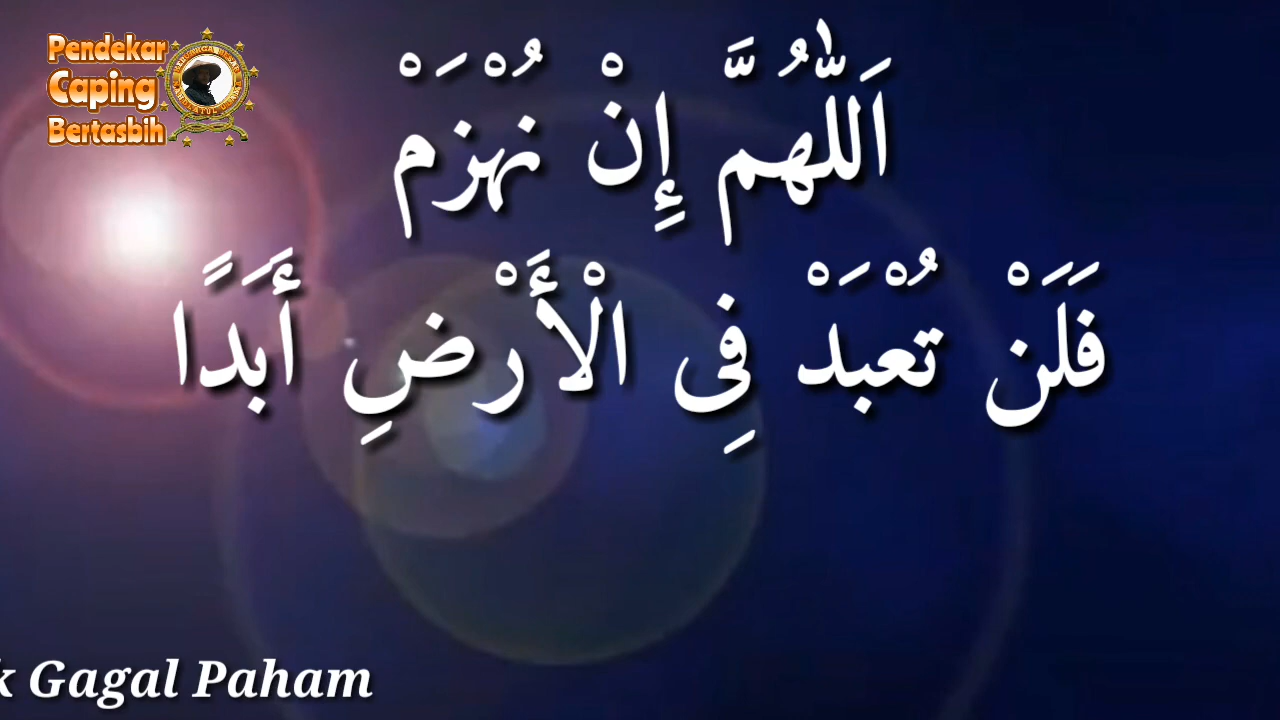 Pendekar
Caping
Bertasbih
اَللّٰهُمَّ إِنْ نُهْزَمْ
فَلَنْ تُعْبَدْ فِى الْأَرْضِ أَبَدًا
k Gagal Paham